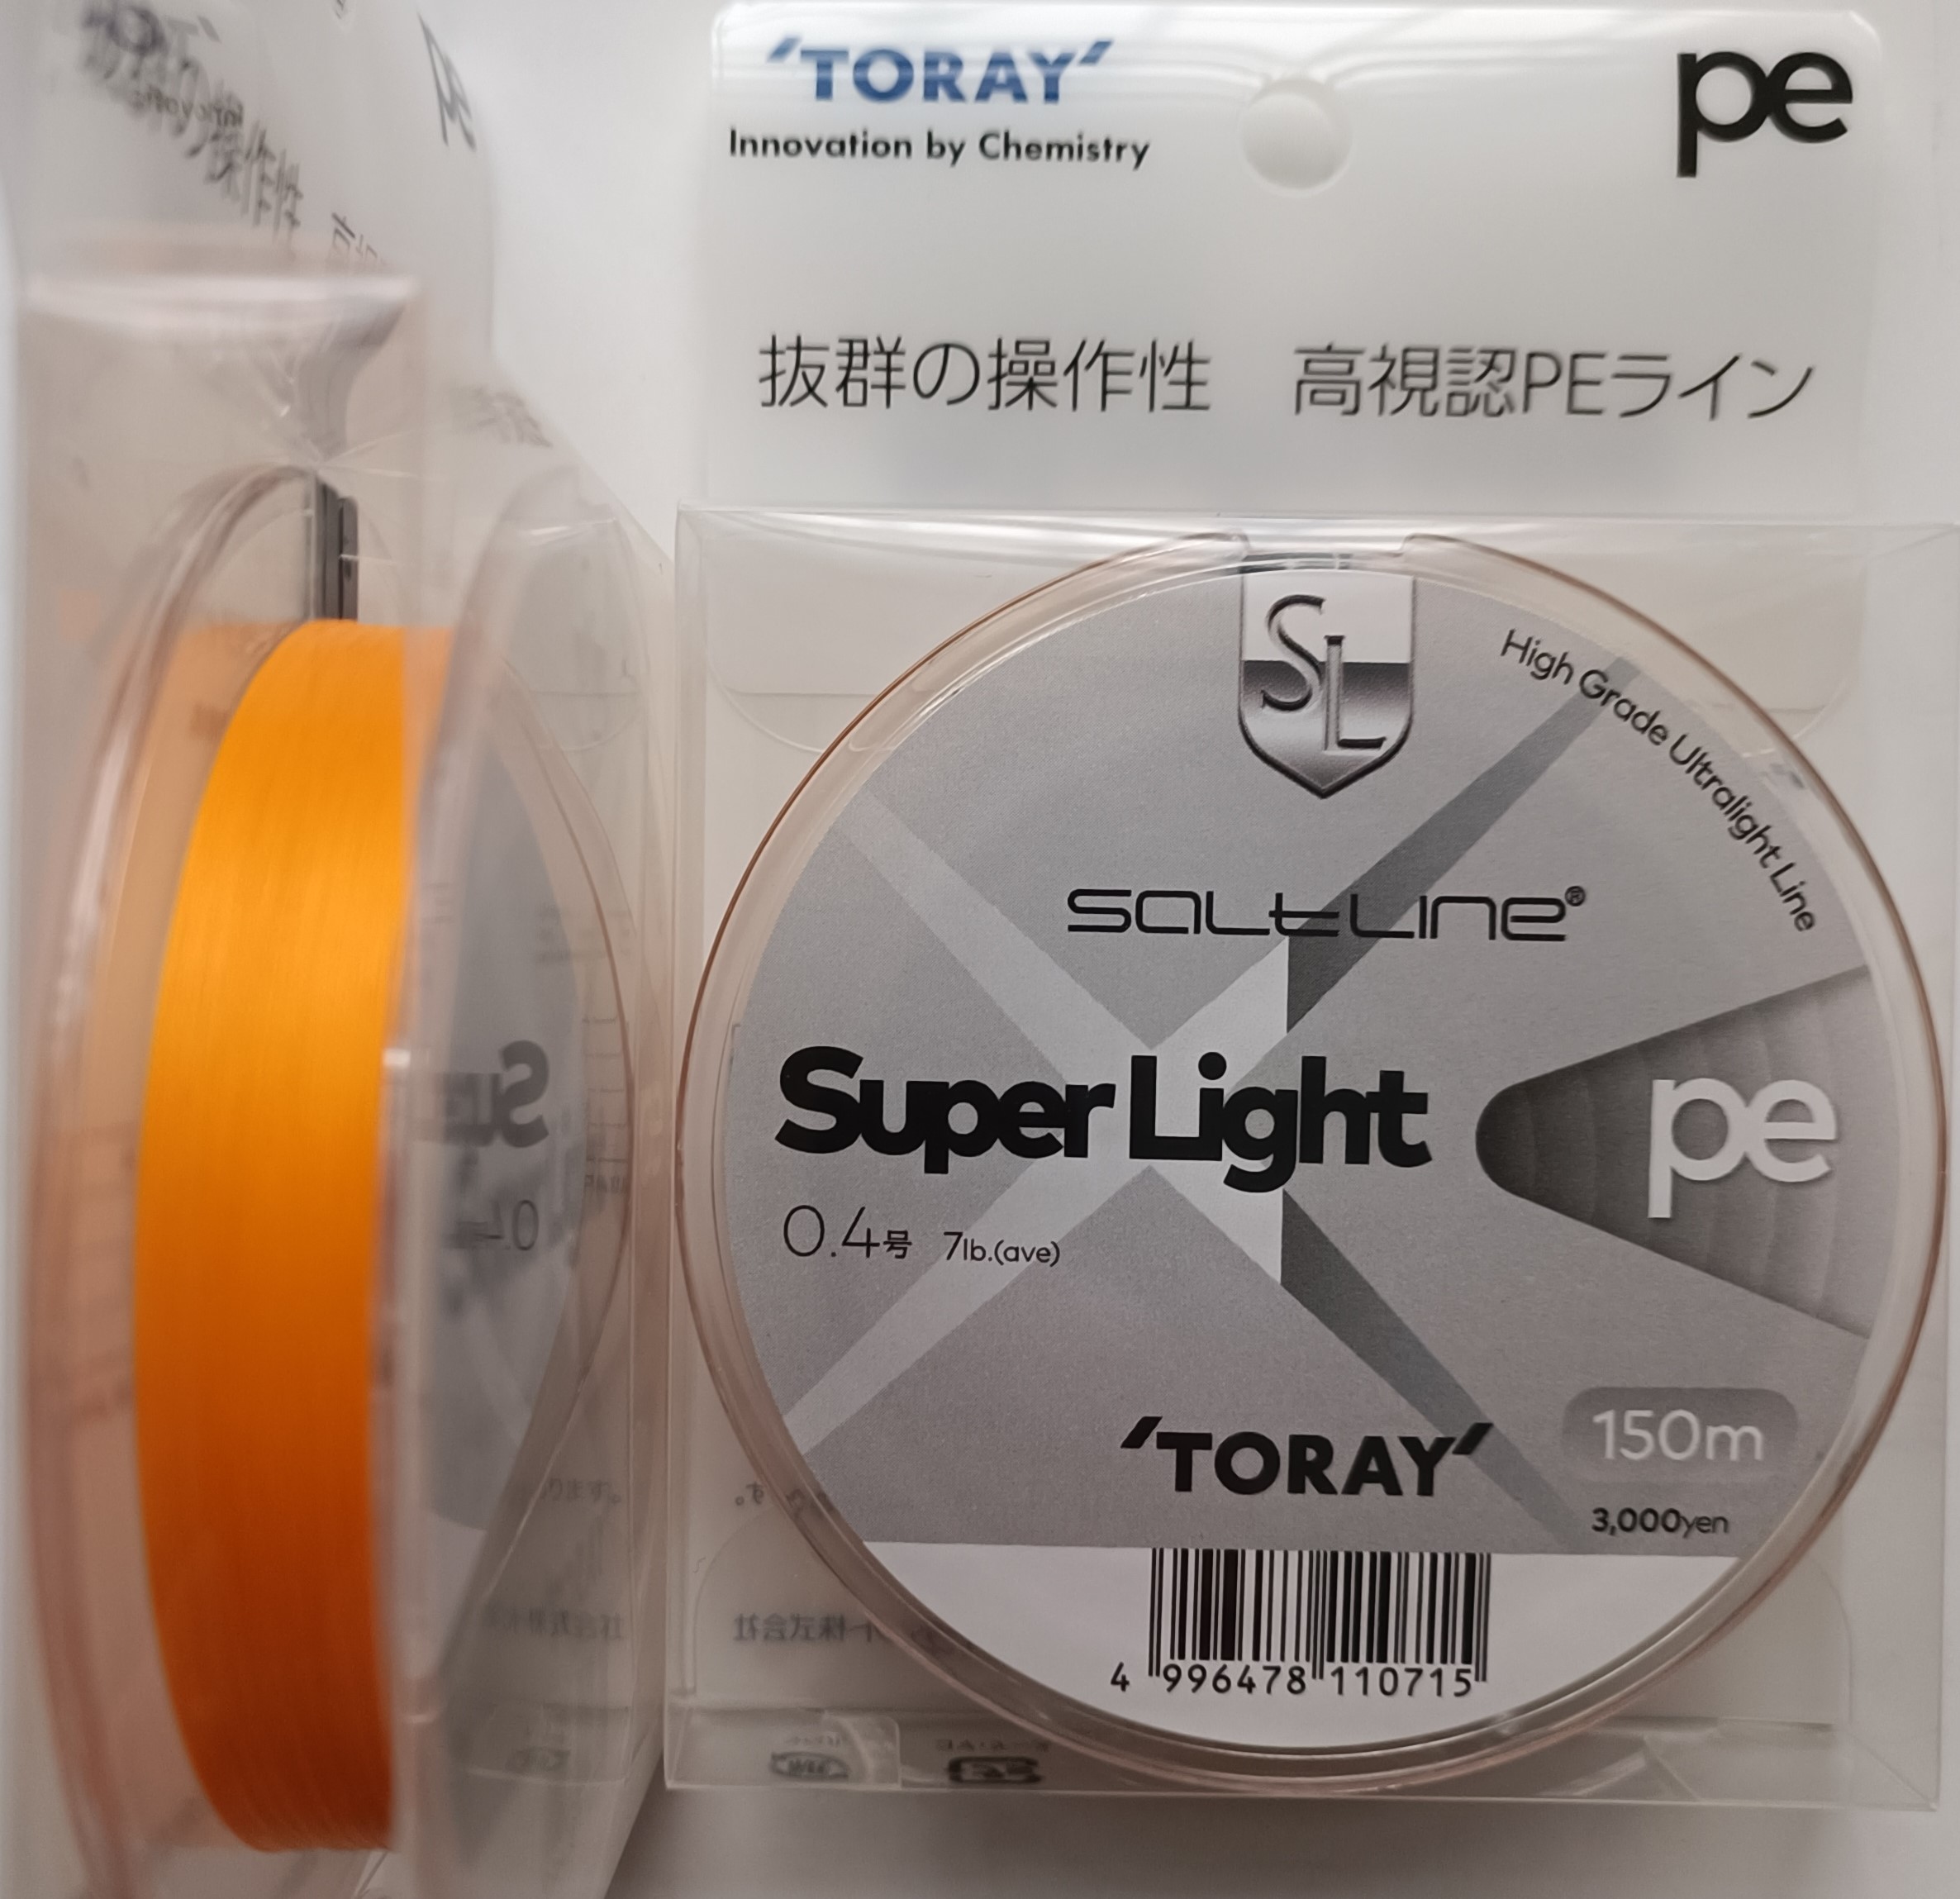 'TORAY'
Innovation by Chemistry
pe
抜群の操作性 高視認PEライン
SL
High Grade Ultralight Line
saltline®
Super Light
pe
0.4号 7lb.(ave)
'TORAY'
150m
3,000yen
4 996478 110715